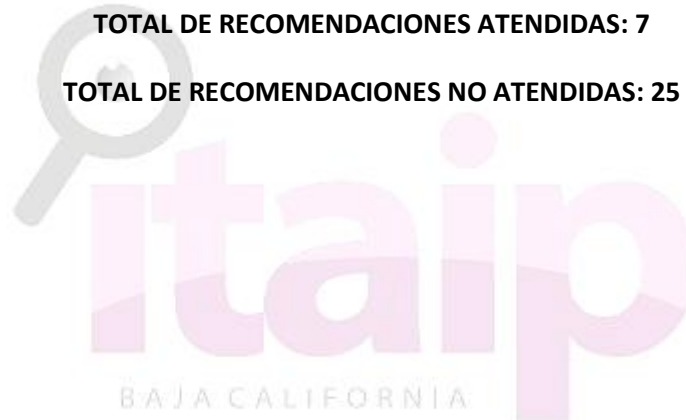 TOTAL DE RECOMENDACIONES ATENDIDAS: 7
TOTAL DE RECOMENDACIONES NO ATENDIDAS: 25
itaip
BAJA CALIFORNIA